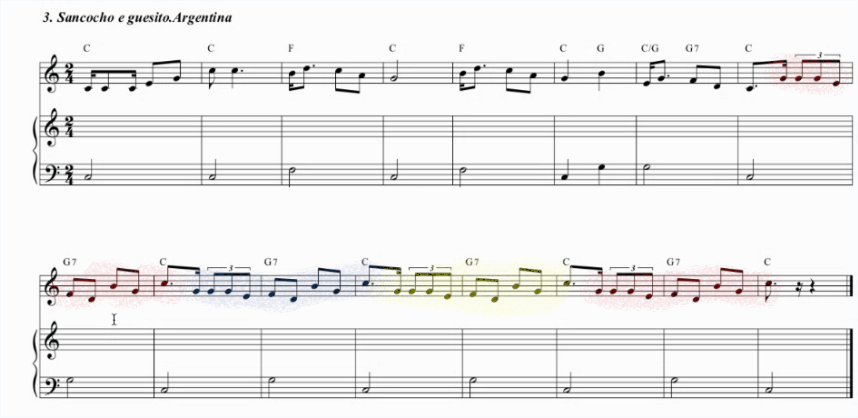 3. Sancocho e guesito.Argentina
C C F C F C G C/G G7 C
3
G7 C G7 C G7 C G7 C
3 3 3 3